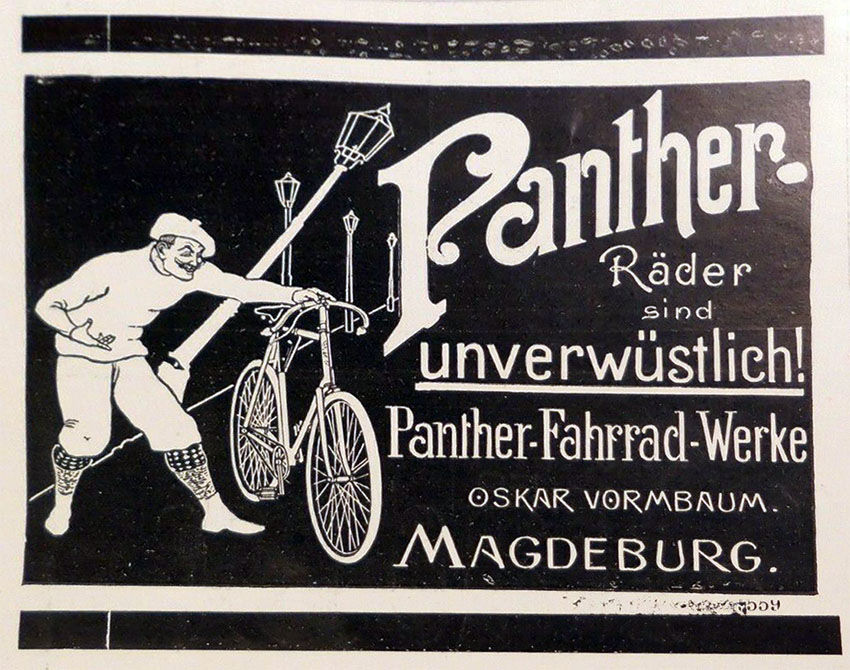 Panther-
Räder
sind
unverwüstlich!
Panther-Fahrrad-Werke
OSKAR VORMBAUM.
MAGDEBURG.